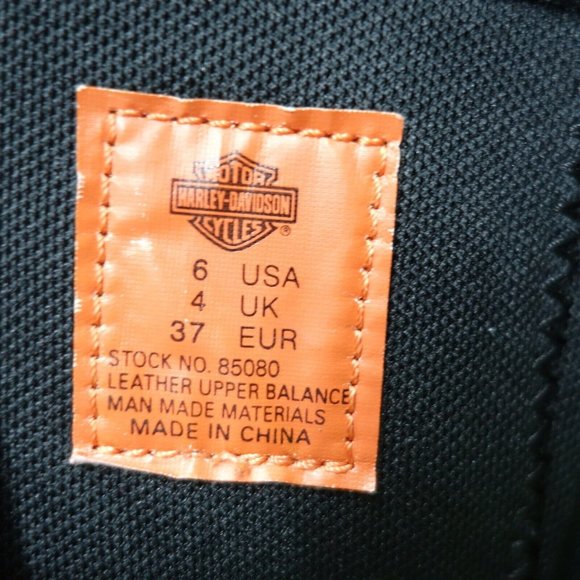 MOTOR
HARLEY-DAVIDSON
CYCLES ®
6 USA
4 UK
37 EUR
STOCK NO. 85080
LEATHER UPPER BALANCE
MAN MADE MATERIALS
MADE IN CHINA